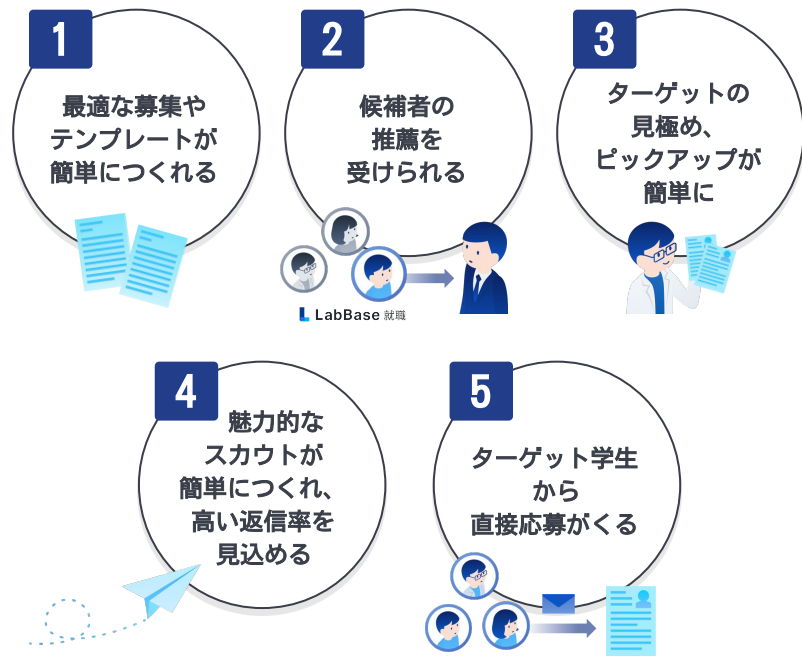 1
最適な募集や
テンプレートが
簡単につくれる
2
候補者の
推薦を
受けられる
LabBase 就職
3
ターゲットの
見極め、
ピックアップが
簡単に
4
魅力的な
スカウトが
簡単につくれ、
高い返信率を
見込める
5
ターゲット学生
から
直接応募がくる